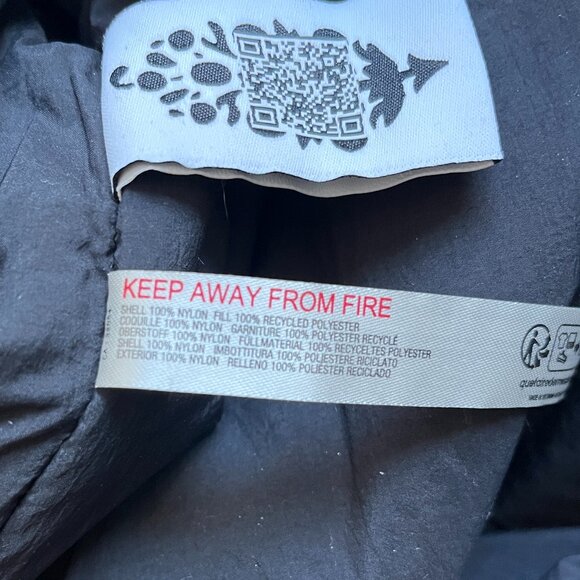 KEEP AWAY FROM FIRE
SHELL 100% NYLON FILL 100% RECYCLED POLYESTER
COQUILLE 100% NYLON GARNITURE 100% POLYESTER RECYCLÉ
OBERSTOFF 100% NYLON FÜLLMATERIAL 100% RECYCELTES POLYESTER
SHELL 100% NYLON IMBOTTITURA 100% POLIESTERE RICICLATO
EXTERIOR 100% NYLON RELLENO 100% POLIÉSTER RECICLADO